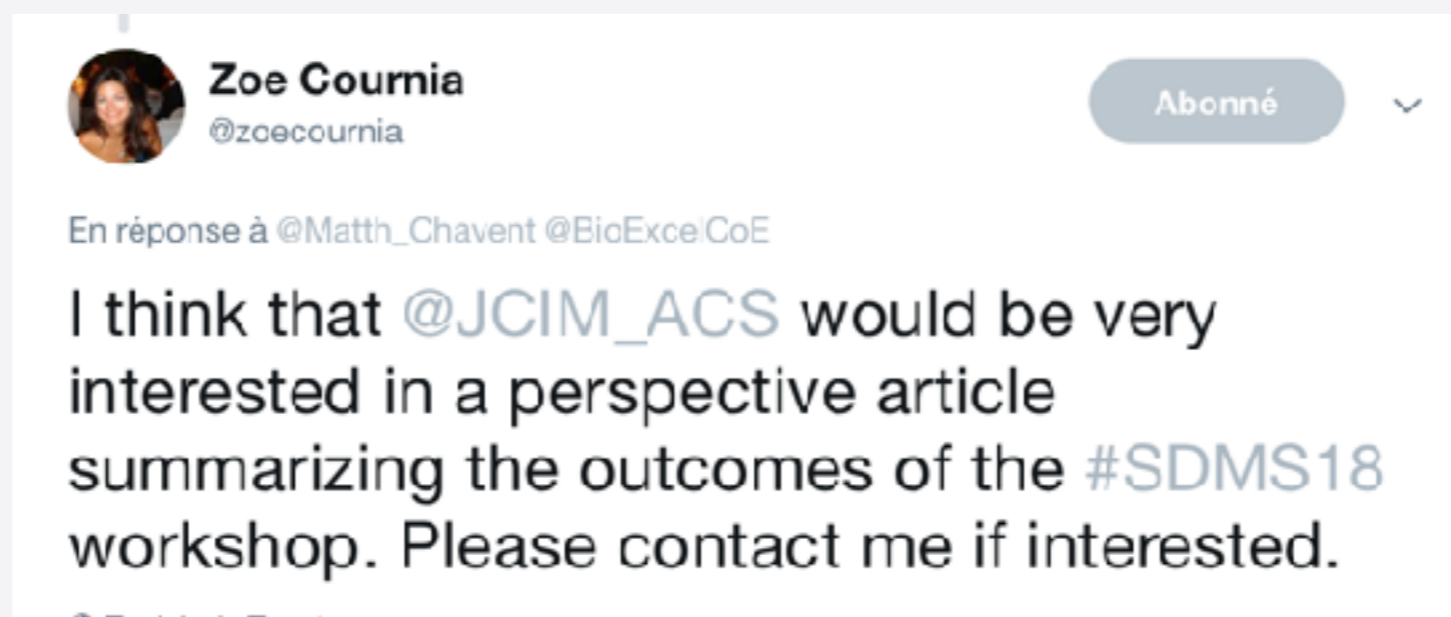 Zoe Cournia
@zoecournia
Abonné
En réponse à @Matth_Chavent @BioExcelCoE
I think that @JCIM_ACS would be very
interested in a perspective article
summarizing the outcomes of the #SDMS18
workshop. Please contact me if interested.